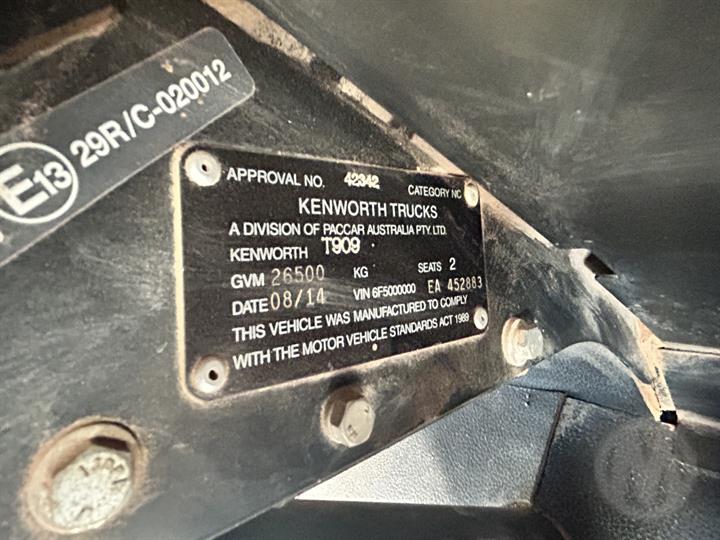 E13 29R/C-020012
APPROVAL NO. 42342 CATEGORY NC
KENWORTH TRUCKS
A DIVISION OF PACCAR AUSTRALIA PTY. LTD.
KENWORTH T909
GVM 26500 KG SEATS 2
DATE 08/14 VIN 6F5000000 EA 452883
THIS VEHICLE WAS MANUFACTURED TO COMPLY
WITH THE MOTOR VEHICLE STANDARDS ACT 1989